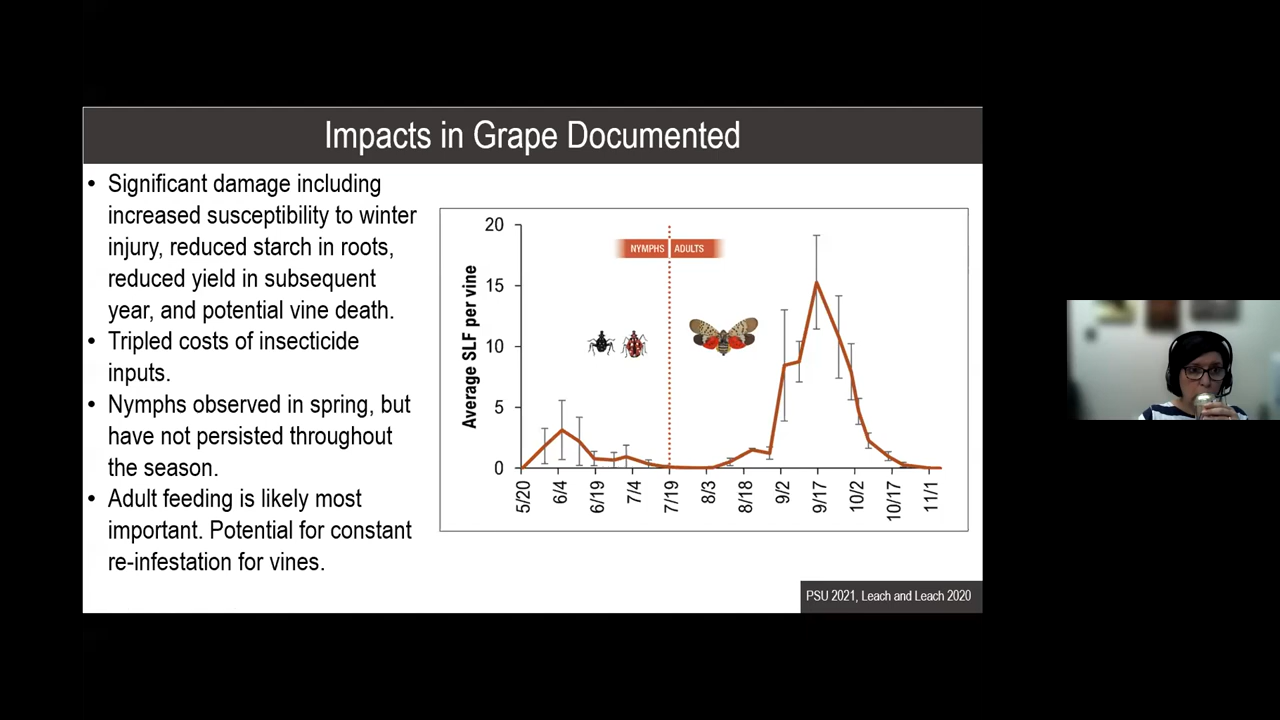 Impacts in Grape Documented
• Significant damage including
increased susceptibility to winter
injury, reduced starch in roots,
reduced yield in subsequent
year, and potential vine death.
• Tripled costs of insecticide
inputs.
• Nymphs observed in spring, but
have not persisted throughout
the season.
• Adult feeding is likely most
important. Potential for constant
re-infestation for vines.
Average SLF per vine
20
15
10
5
0
NYMPHS ADULTS
5/20
6/4
6/19
7/4
7/19
8/3
8/18
9/2
9/17
10/2
10/17
11/1
PSU 2021, Leach and Leach 2020